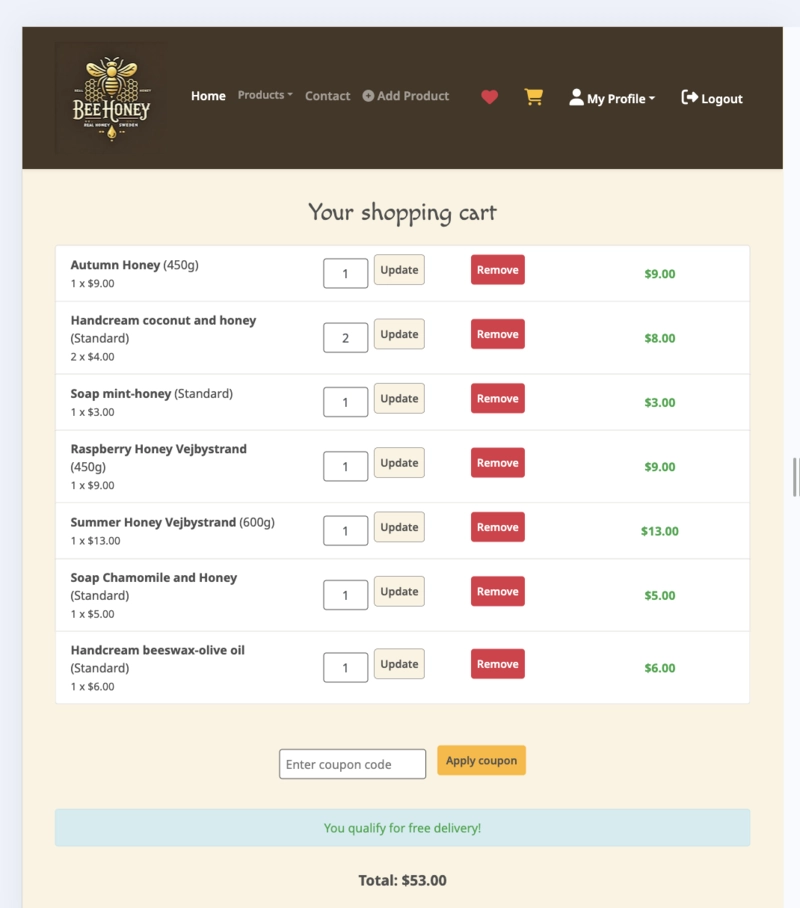 REAL HONEY
BEE HONEY
REAL HONEY SWEDEN
Home Products Contact Add Product My Profile Logout
Your shopping cart
Autumn Honey (450g)
1 x $9.00
1 Update Remove $9.00
Handcream coconut and honey
(Standard)
2 x $4.00
2 Update Remove $8.00
Soap mint-honey (Standard)
1 x $3.00
1 Update Remove $3.00
Raspberry Honey Vejbystrand
(450g)
1 x $9.00
1 Update Remove $9.00
Summer Honey Vejbystrand (600g)
1 x $13.00
1 Update Remove $13.00
Soap Chamomile and Honey
(Standard)
1 x $5.00
1 Update Remove $5.00
Handcream beeswax-olive oil
(Standard)
1 x $6.00
1 Update Remove $6.00
Enter coupon code Apply coupon
You qualify for free delivery!
Total: $53.00